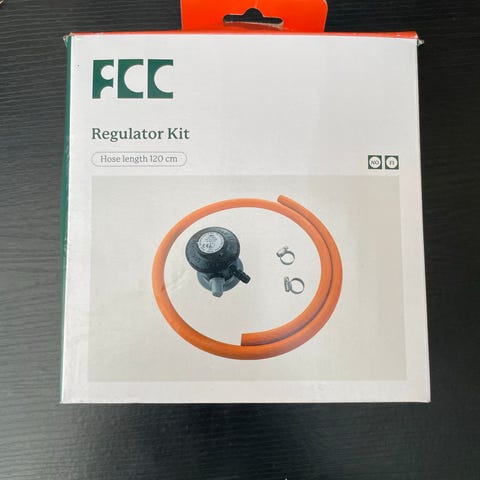 FCC
Regulator Kit
Hose length 120 cm
NO FI